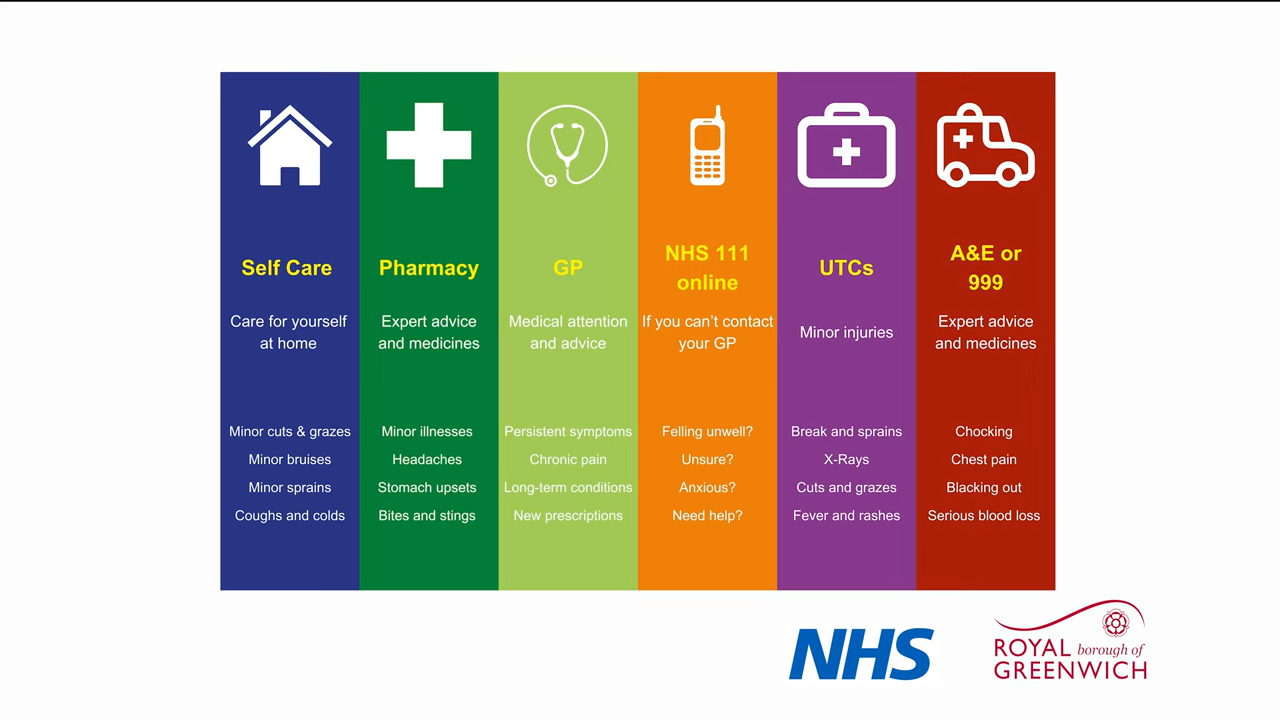 Self Care
Care for yourself
at home
Minor cuts & grazes
Minor bruises
Minor sprains
Coughs and colds
Pharmacy
Expert advice
and medicines
Minor illnesses
Headaches
Stomach upsets
Bites and stings
GP
Medical attention
and advice
Persistent symptoms
Chronic pain
Long-term conditions
New prescriptions
NHS 111
online
If you can’t contact
your GP
Felling unwell?
Unsure?
Anxious?
Need help?
UTCs
Minor injuries
Break and sprains
X-Rays
Cuts and grazes
Fever and rashes
A&E or
999
Expert advice
and medicines
Chocking
Chest pain
Blacking out
Serious blood loss
NHS
ROYAL borough of
GREENWICH